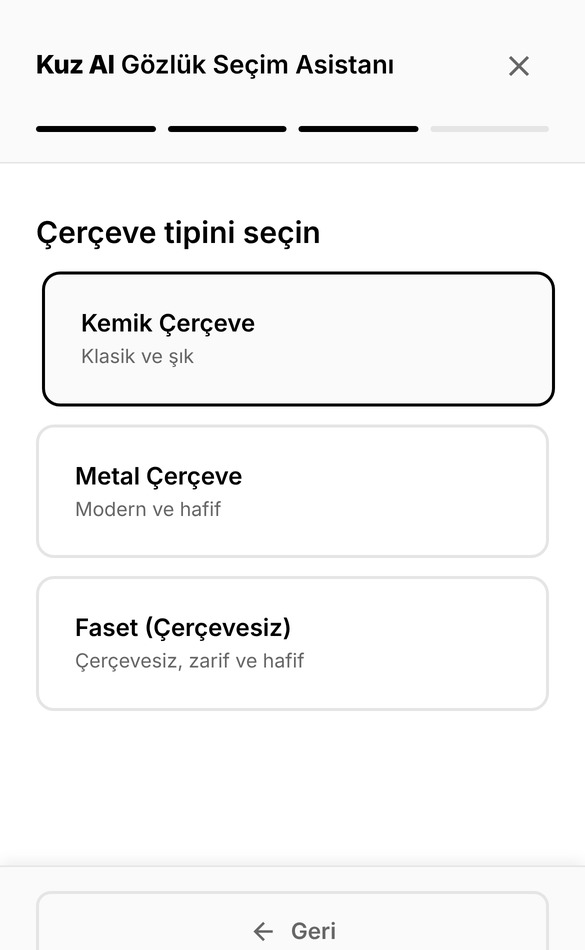 Kuz AI Gözlük Seçim Asistanı
Çerçeve tipini seçin
Kemik Çerçeve
Klasik ve şık
Metal Çerçeve
Modern ve hafif
Faset (Çerçevesiz)
Çerçevesiz, zarif ve hafif
Geri